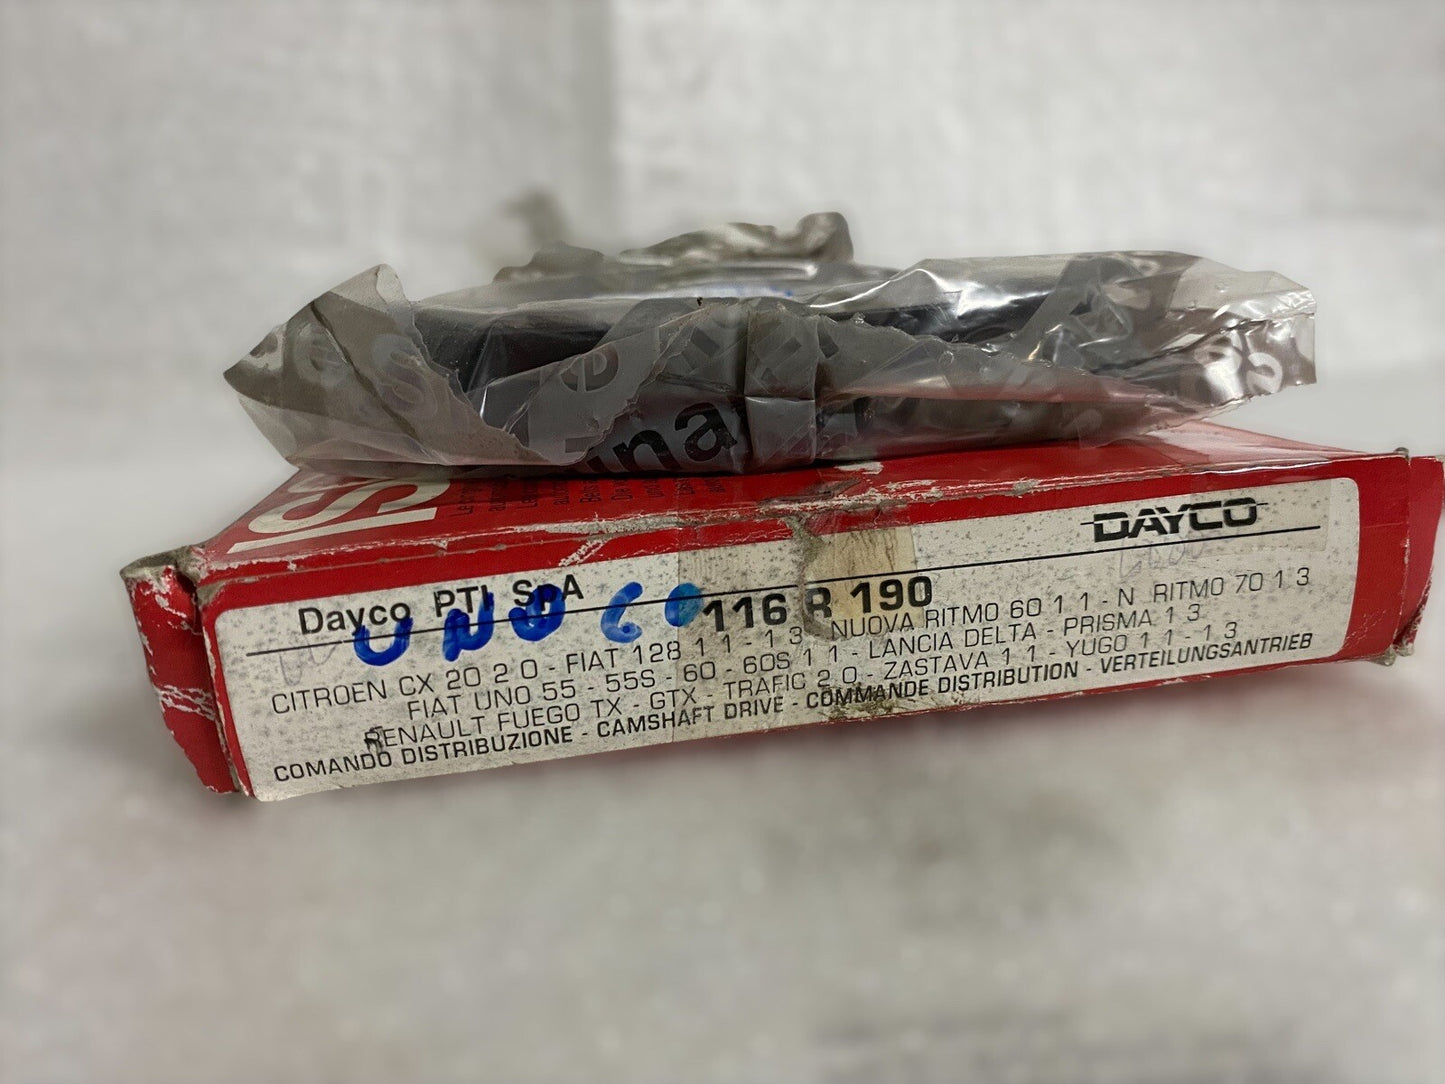 una
DAYCO
Dayco PTI SpA
UNO 60
116 R 190
CITROEN CX 20 2 0 - FIAT 128 1 1 - 1 3 - NUOVA RITMO 60 1 1 - N RITMO 70 1 3
FIAT UNO 55 - 55S - 60 - 60S 1 1 - LANCIA DELTA - PRISMA 1 3
RENAULT FUEGO TX - GTX - TRAFIC 2 0 - ZASTAVA 1 1 - YUGO 1 1 - 1 3
COMANDO DISTRIBUZIONE - CAMSHAFT DRIVE - COMMANDE DISTRIBUTION - VERTEILUNGSANTRIEB